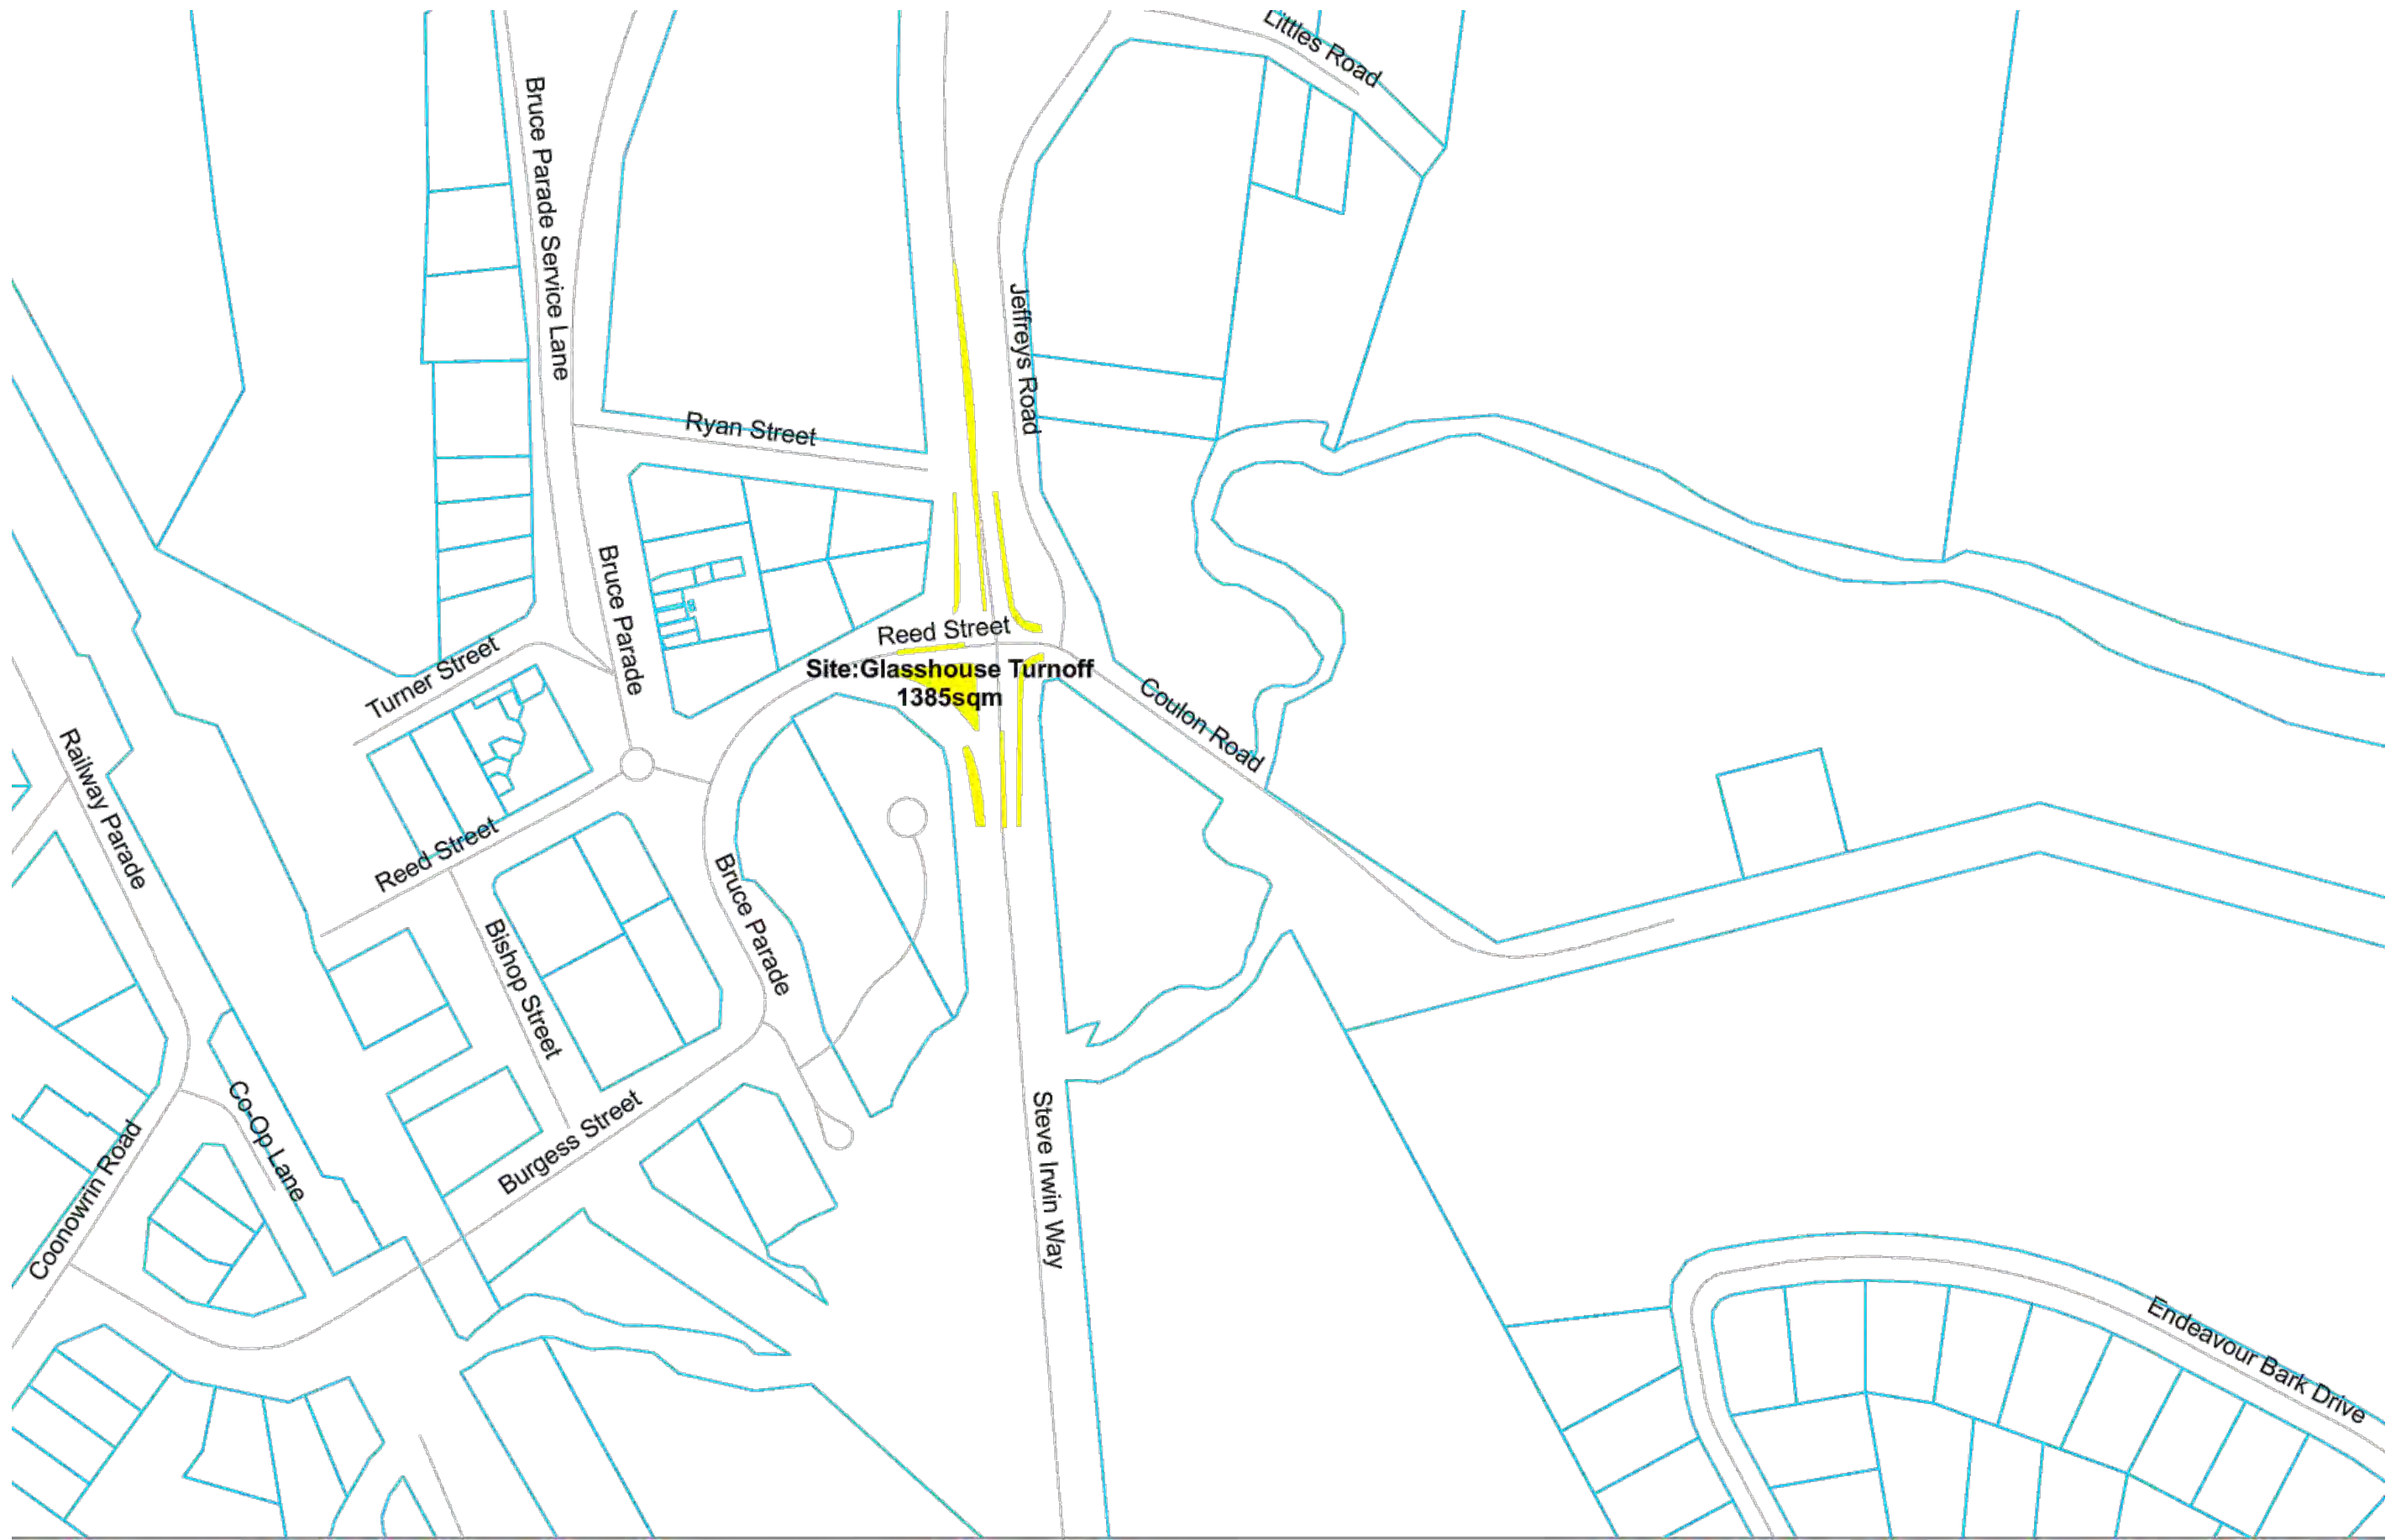 Littles Road
Bruce Parade Service Lane
Jeffreys Road
Ryan Street
Bruce Parade
Reed Street
Turner Street
Site:Glasshouse Turnoff
1385sqm
Coulon Road
Railway Parade
Reed Street
Bruce Parade
Bishop Street
Co-Op Lane
Burgess Street
Coonowrin Road
Steve Irwin Way
Endeavour Bark Drive